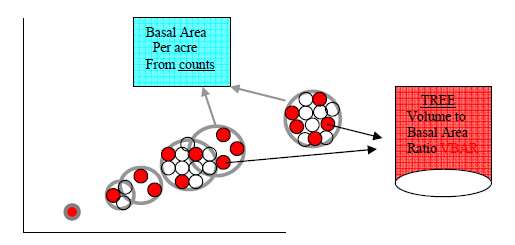 Basal Area
Per acre
From counts
TREE
Volume to
Basal Area
Ratio VBAR